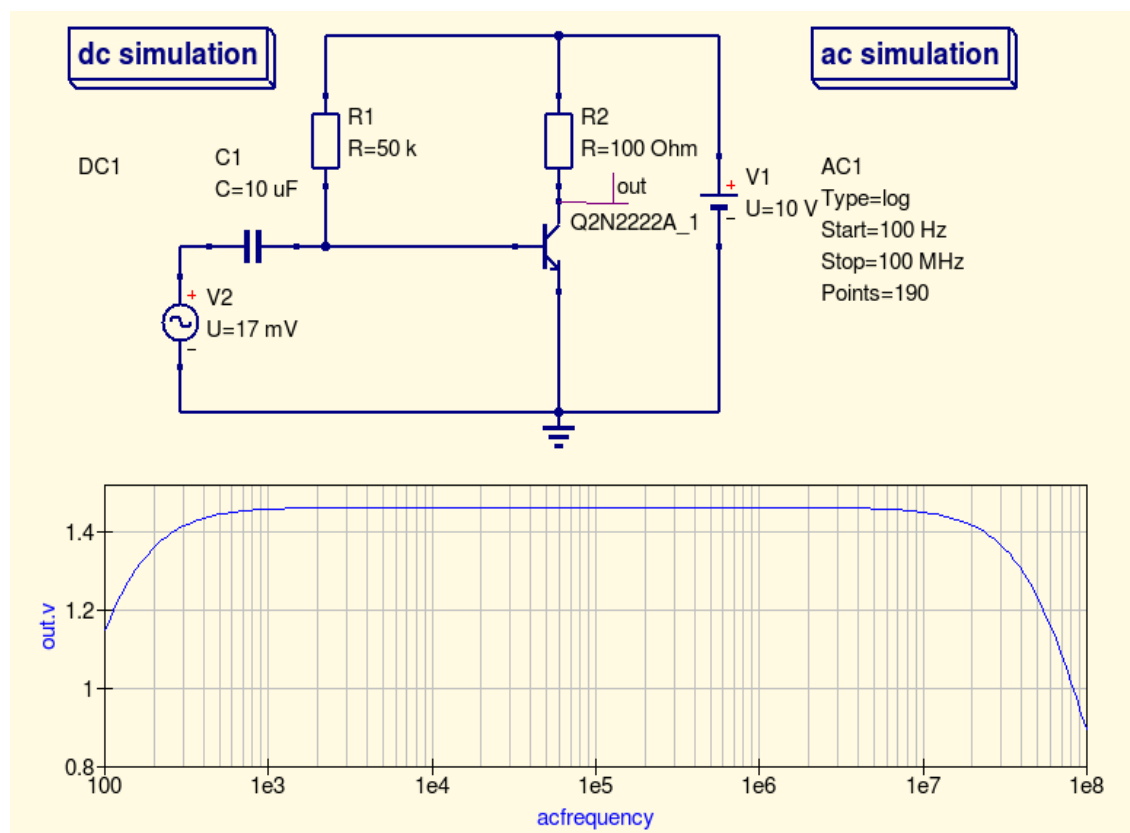 dc simulation
ac simulation
R1
R=50 k
R2
R=100 Ohm
DC1
C1
C=10 uF
out
Q2N2222A_1
+
V1
U=10 V
−
AC1
Type=log
Start=100 Hz
Stop=100 MHz
Points=190
+
V2
U=17 mV
−
out.v
1.4
1.2
1
0.8
100
1e3
1e4
1e5
1e6
1e7
1e8
acfrequency